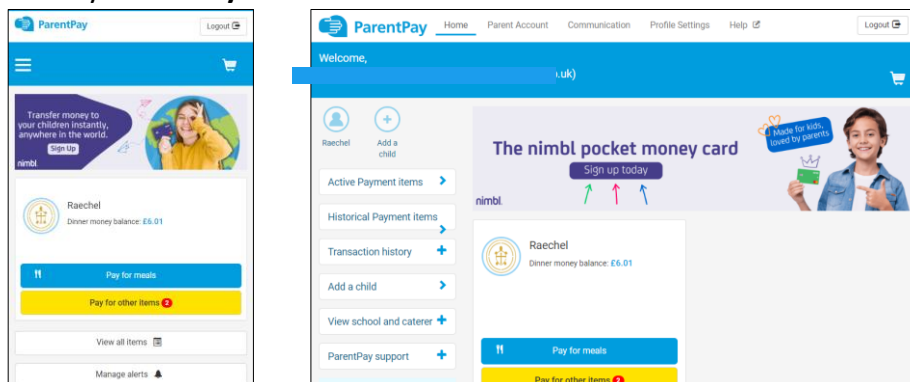 ParentPay
Logout
Transfer money to
your children instantly,
anywhere in the world.
Sign Up
nimbl.
Raechel
Dinner money balance: £6.01
Pay for meals
Pay for other items 2
View all items
Manage alerts
ParentPay
Home
Parent Account
Communication
Profile Settings
Help
Logout
Welcome,
.uk)
Raechel
Add a
child
Active Payment items
Historical Payment items
Transaction history
Add a child
View school and caterer
ParentPay support
The nimbl pocket money card
Sign up today
nimbl.
Made for kids,
loved by parents
Raechel
Dinner money balance: £6.01
Pay for meals
Pay for other items 2